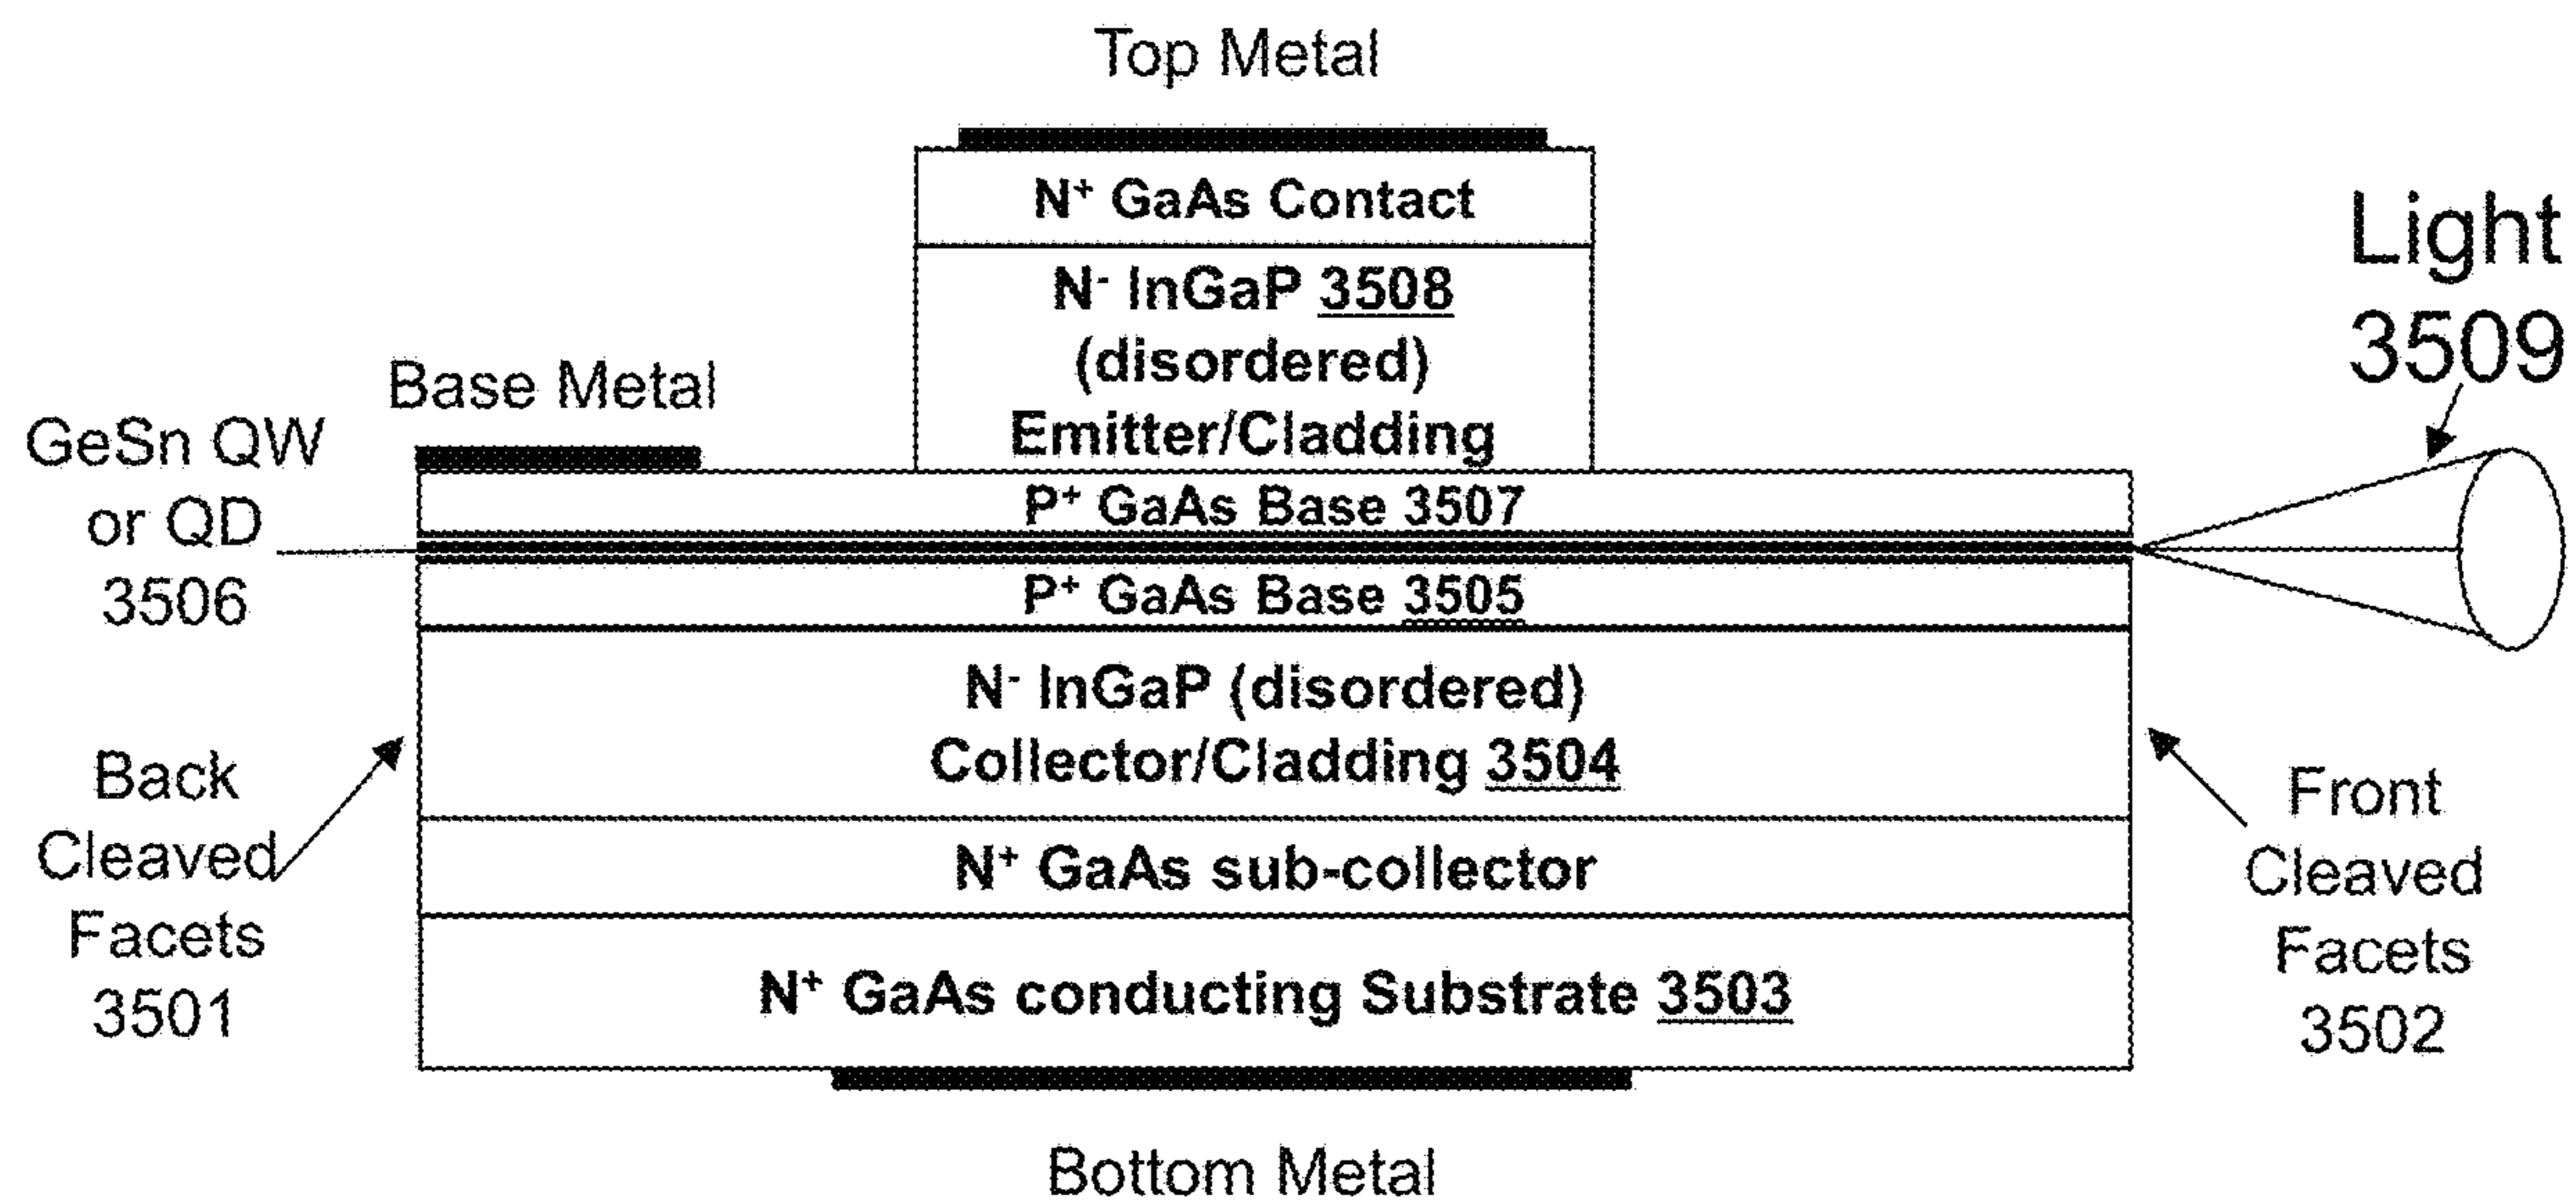 Top Metal
N⁺ GaAs Contact
N⁻ InGaP 3508
(disordered)
Emitter/Cladding
Light
3509
Base Metal
GeSn QW
or QD
3506
P⁺ GaAs Base 3507
P⁺ GaAs Base 3505
N⁻ InGaP (disordered)
Collector/Cladding 3504
Back
Cleaved
Facets
3501
Front
Cleaved
Facets
3502
N⁺ GaAs sub-collector
N⁺ GaAs conducting Substrate 3503
Bottom Metal